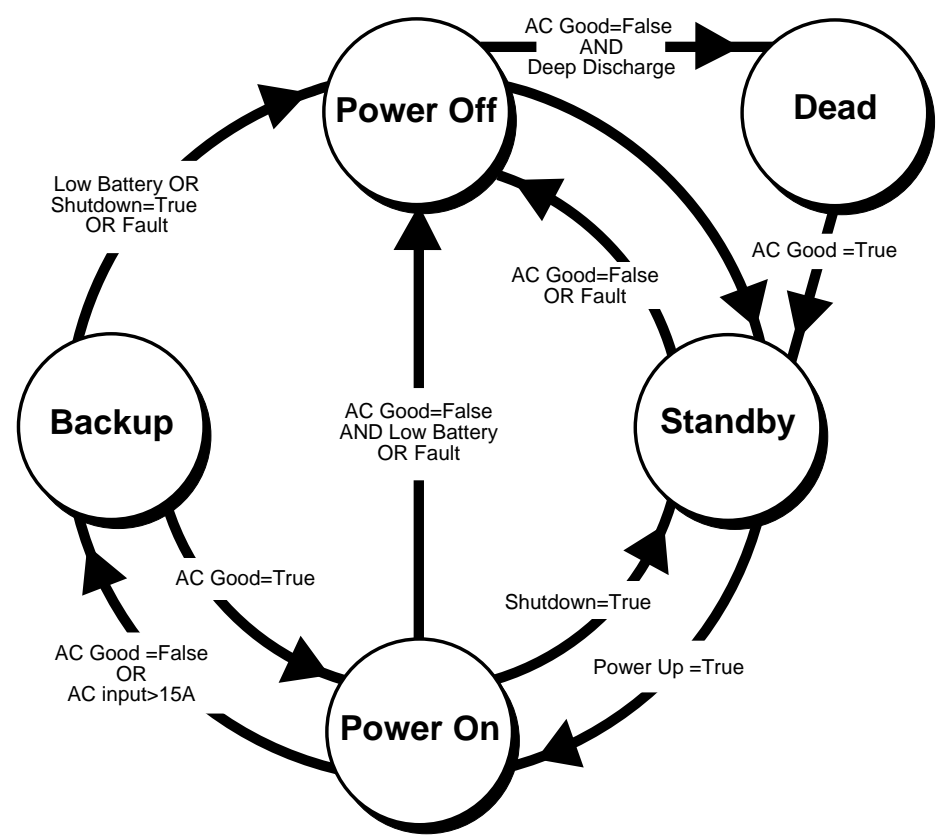 AC Good=False
AND
Deep Discharge
Power Off
Dead
Low Battery OR
Shutdown=True
OR Fault
AC Good =True
AC Good=False
OR Fault
Backup
AC Good=False
AND Low Battery
OR Fault
Standby
AC Good=True
Shutdown=True
AC Good =False
OR
AC input>15A
Power Up =True
Power On